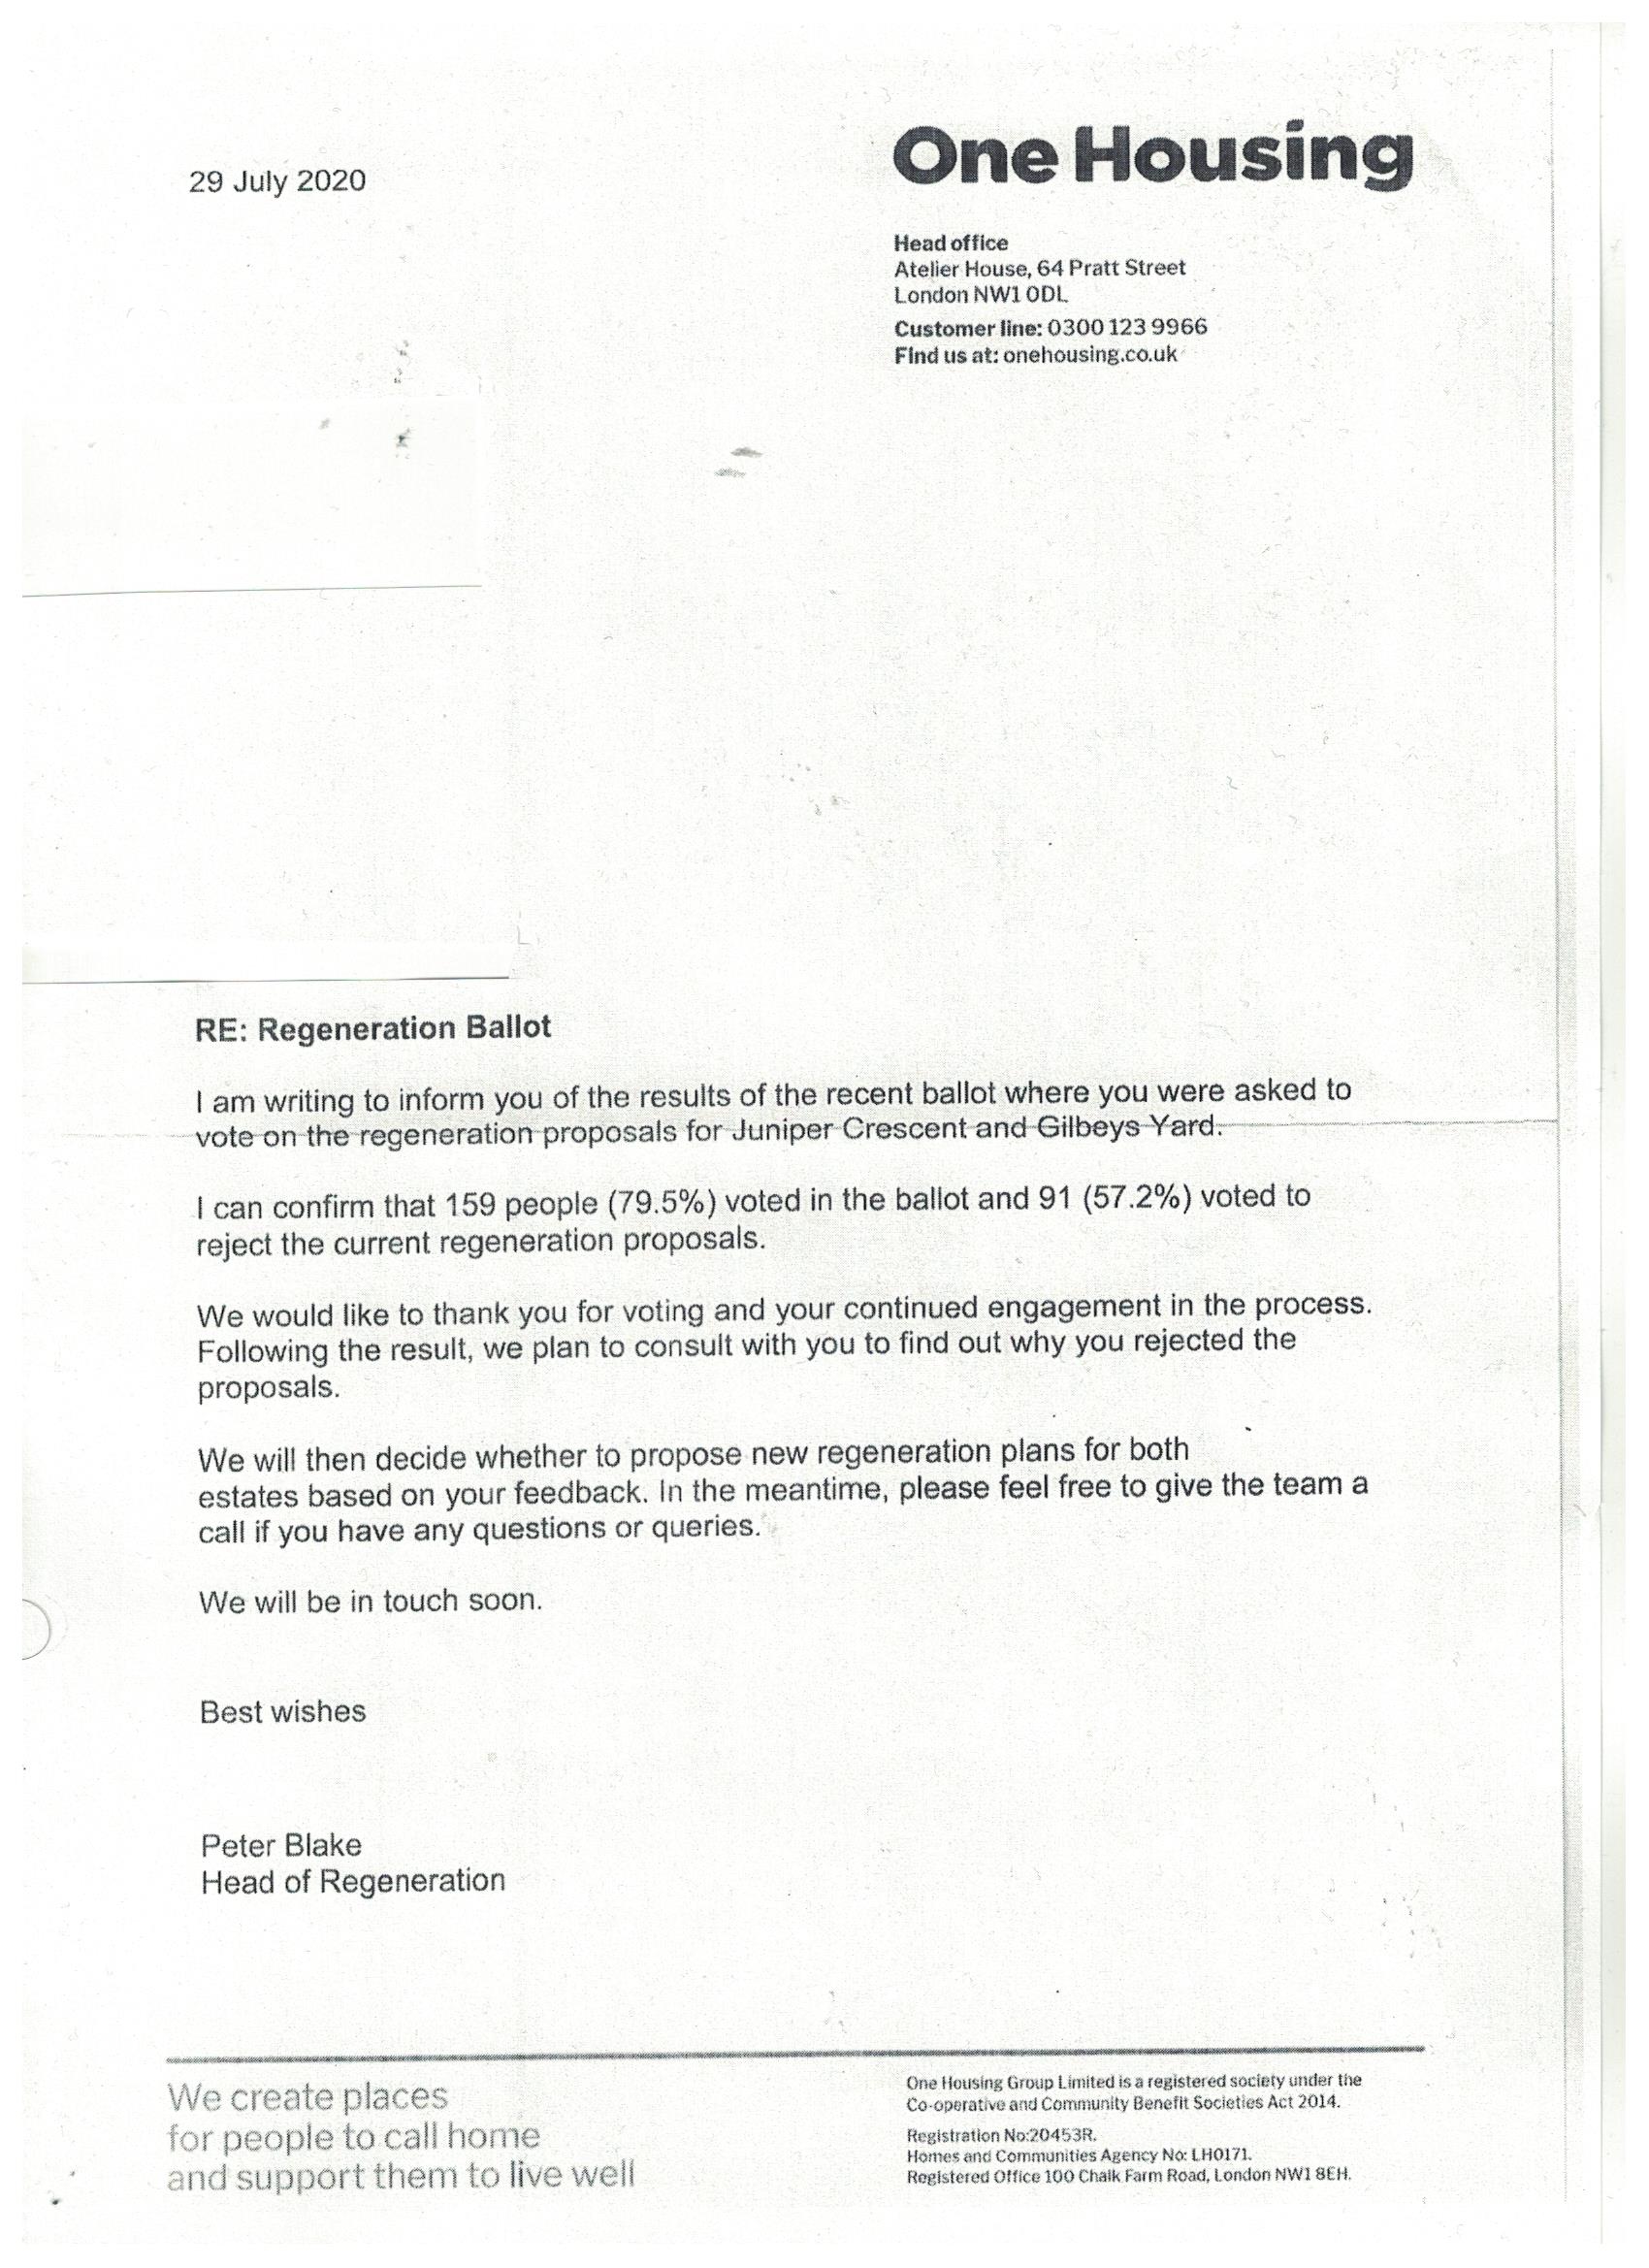 29 July 2020
One Housing
Head office
Atelier House, 64 Pratt Street
London NW1 0DL
Customer line: 0300 123 9966
Find us at: onehousing.co.uk
RE: Regeneration Ballot
I am writing to inform you of the results of the recent ballot where you were asked to
vote on the regeneration proposals for Juniper Crescent and Gilbeys Yard.
I can confirm that 159 people (79.5%) voted in the ballot and 91 (57.2%) voted to
reject the current regeneration proposals.
We would like to thank you for voting and your continued engagement in the process.
Following the result, we plan to consult with you to find out why you rejected the
proposals.
We will then decide whether to propose new regeneration plans for both
estates based on your feedback. In the meantime, please feel free to give the team a
call if you have any questions or queries.
We will be in touch soon.
Best wishes
Peter Blake
Head of Regeneration
We create places
for people to call home
and support them to live well
One Housing Group Limited is a registered society under the
Co-operative and Community Benefit Societies Act 2014.
Registration No:20453R.
Homes and Communities Agency No: LH0171.
Registered Office 100 Chalk Farm Road, London NW1 8EH.